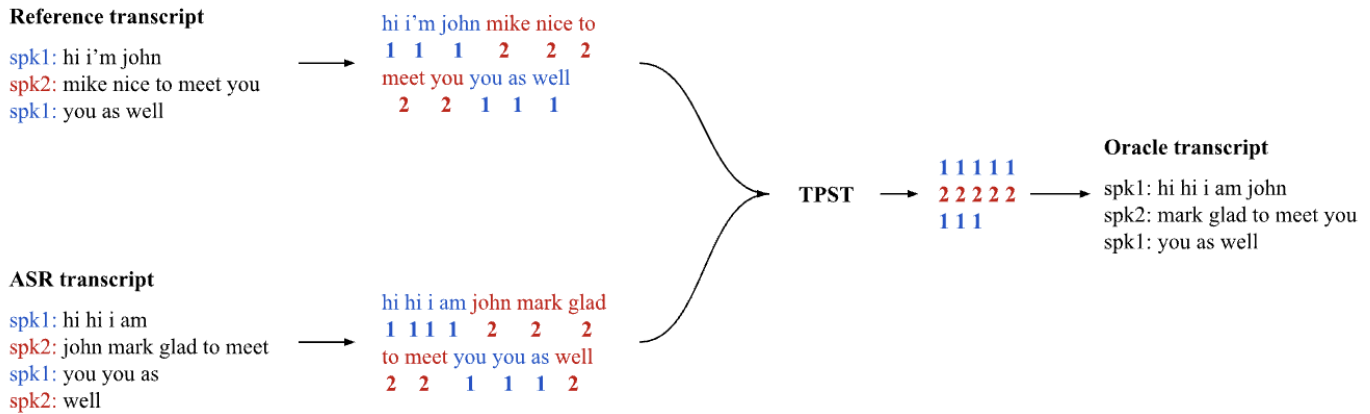 Reference transcript
spk1: hi i’m john
spk2: mike nice to meet you
spk1: you as well
hi i’m john mike nice to
1 1 1 2 2 2
meet you you as well
2 2 1 1 1
ASR transcript
spk1: hi hi i am
spk2: john mark glad to meet
spk1: you you as
spk2: well
hi hi i am john mark glad
1 1 1 1 2 2 2
to meet you you as well
2 2 1 1 1 2
TPST
1 1 1 1 1
2 2 2 2 2
1 1 1
Oracle transcript
spk1: hi hi i am john
spk2: mark glad to meet you
spk1: you as well